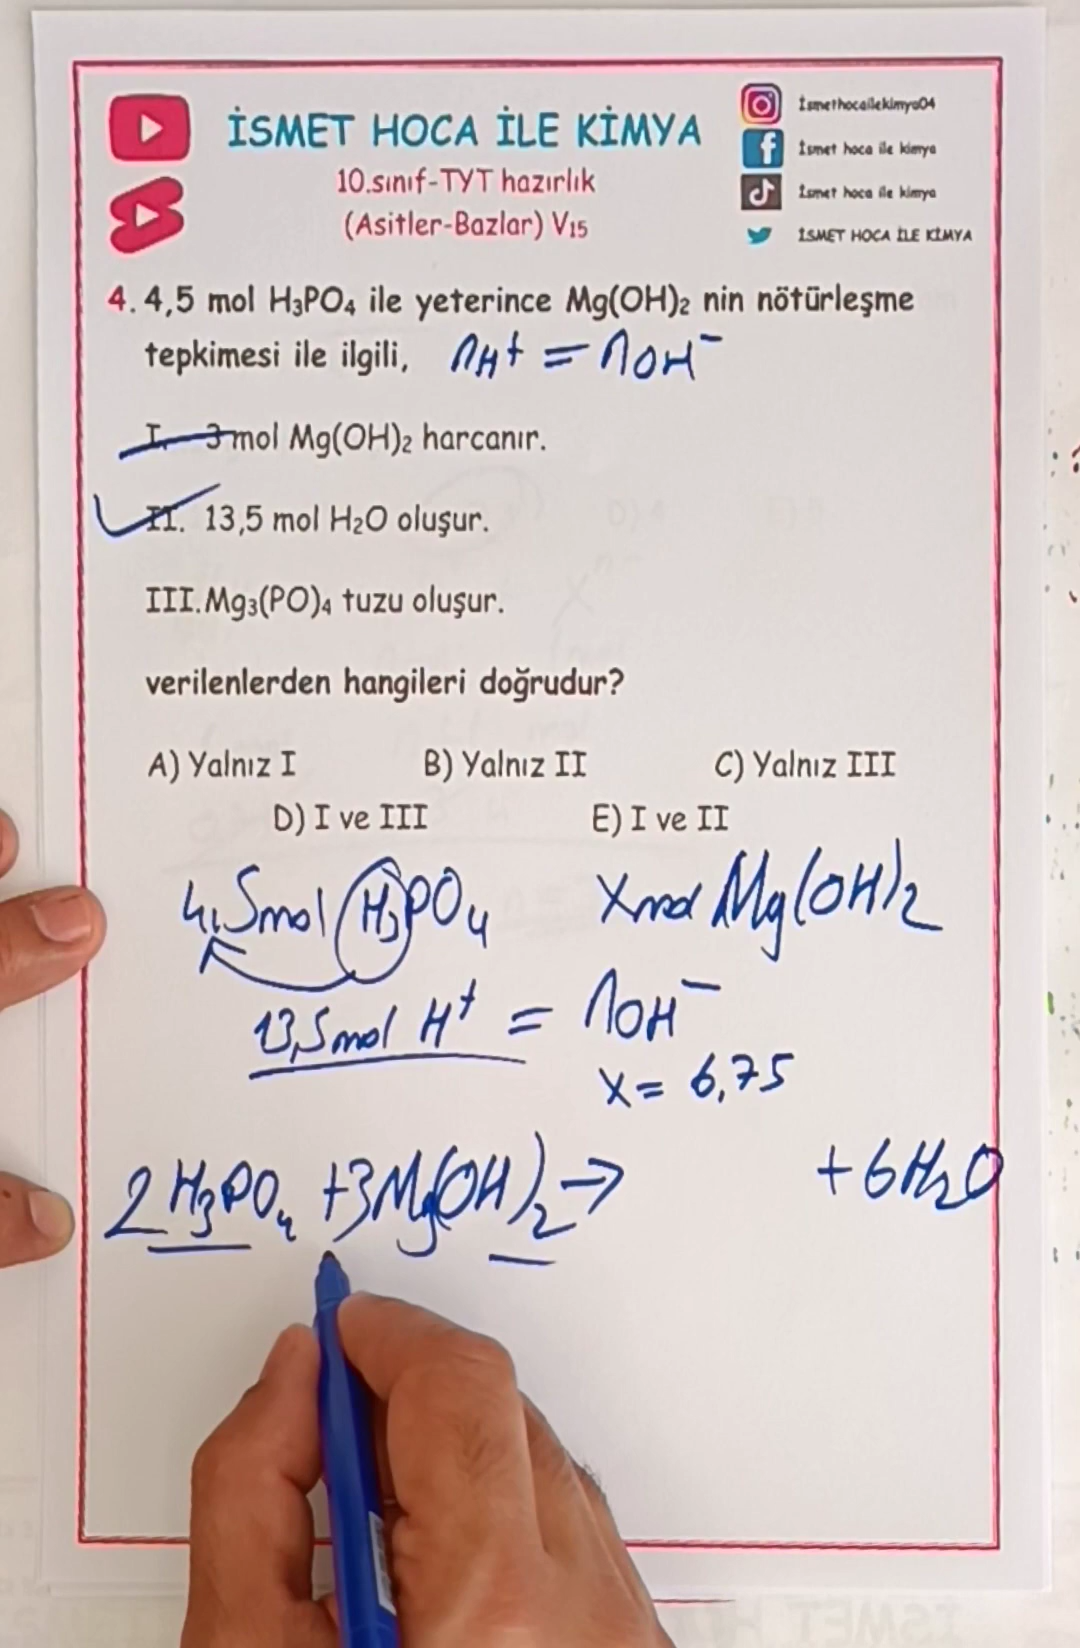 İSMET HOCA İLE KİMYA
10.sınıf-TYT hazırlık
(Asitler-Bazlar) V15
İsmethocailekimya04
İsmet hoca ile kimya
İsmet hoca ile kimya
İSMET HOCA İLE KİMYA
4. 4,5 mol H₃PO₄ ile yeterince Mg(OH)₂ nin nötürleşme
tepkimesi ile ilgili, nH⁺ = nOH⁻
I. 3 mol Mg(OH)₂ harcanır.
II. 13,5 mol H₂O oluşur.
III. Mg₃(PO)₄ tuzu oluşur.
verilenlerden hangileri doğrudur?
A) Yalnız I B) Yalnız II C) Yalnız III
D) I ve III E) I ve II
4,5mol H₃PO₄ Xmol Mg(OH)₂
13,5mol H⁺ = nOH⁻
X= 6,75
2H₃PO₄ +3Mg(OH)₂→ +6H₂O